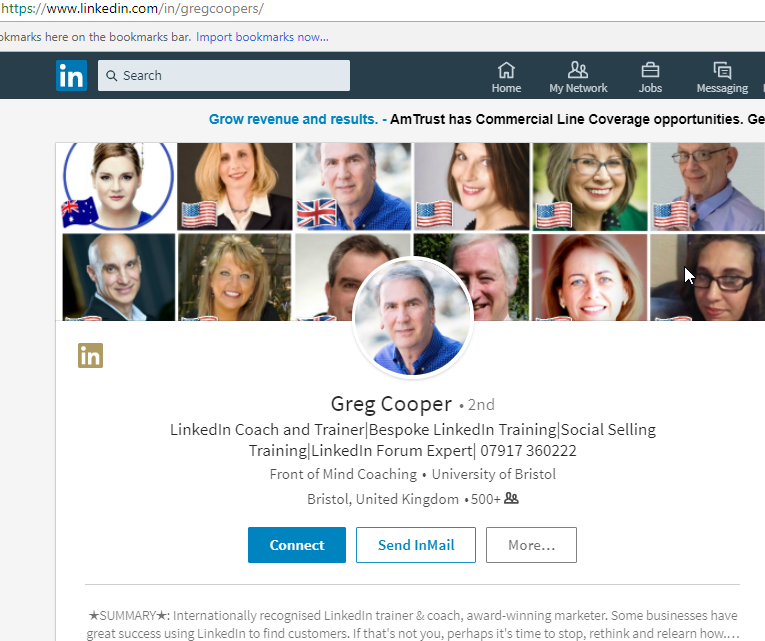 https://www.linkedin.com/in/gregcoopers/
okmarks here on the bookmarks bar. Import bookmarks now...
in Search
Home My Network Jobs Messaging
Grow revenue and results. - AmTrust has Commercial Line Coverage opportunities. Ge
in
Greg Cooper • 2nd
LinkedIn Coach and Trainer|Bespoke LinkedIn Training|Social Selling
Training|LinkedIn Forum Expert| 07917 360222
Front of Mind Coaching • University of Bristol
Bristol, United Kingdom • 500+
Connect Send InMail More...
★SUMMARY★: Internationally recognised LinkedIn trainer & coach, award-winning marketer. Some businesses have
great success using LinkedIn to find customers. If that's not you, perhaps it's time to stop, rethink and relearn how....